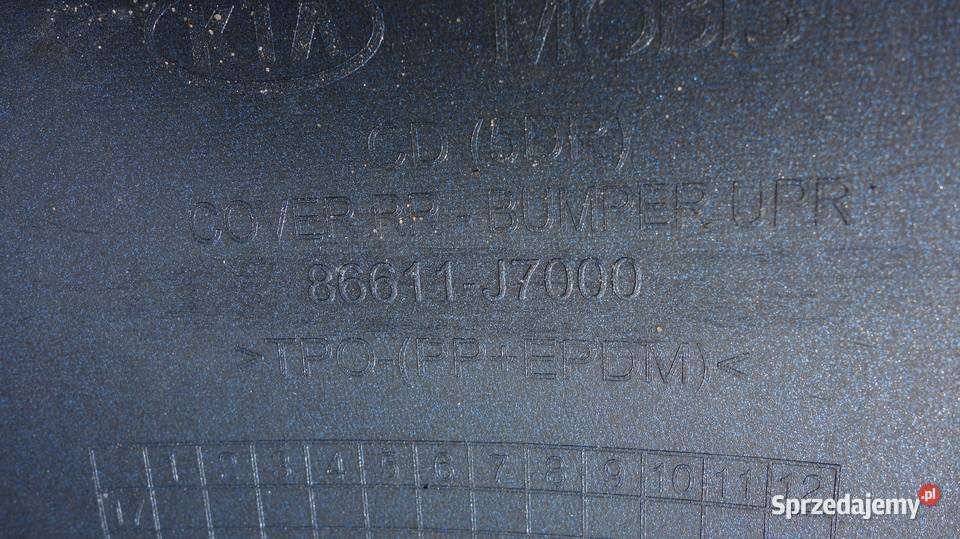 KIA MOBIS
CD (5DR)
COVER RR - BUMPER UPR
86611-J7000
>TPO-(PP+EPDM)<
1 2 3 4 5 6 7 8 9 10 11 12
17
Sprzedajemy.pl